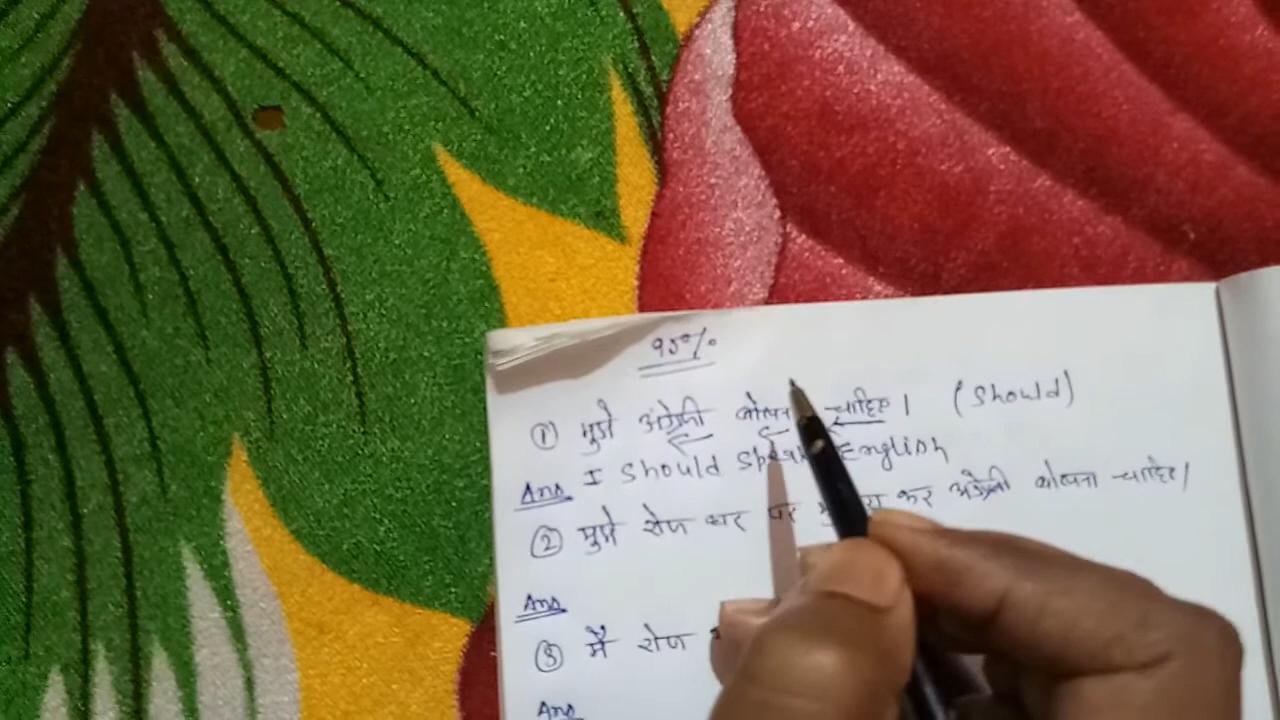 95%
① मुझे अंग्रेजी बोलना चाहिए । (Should)
Ans I should speak English
② मुझे रोज घर पर कर अंग्रेजी बोलना चाहिए।
Ans
③ मैं रोज
Ans